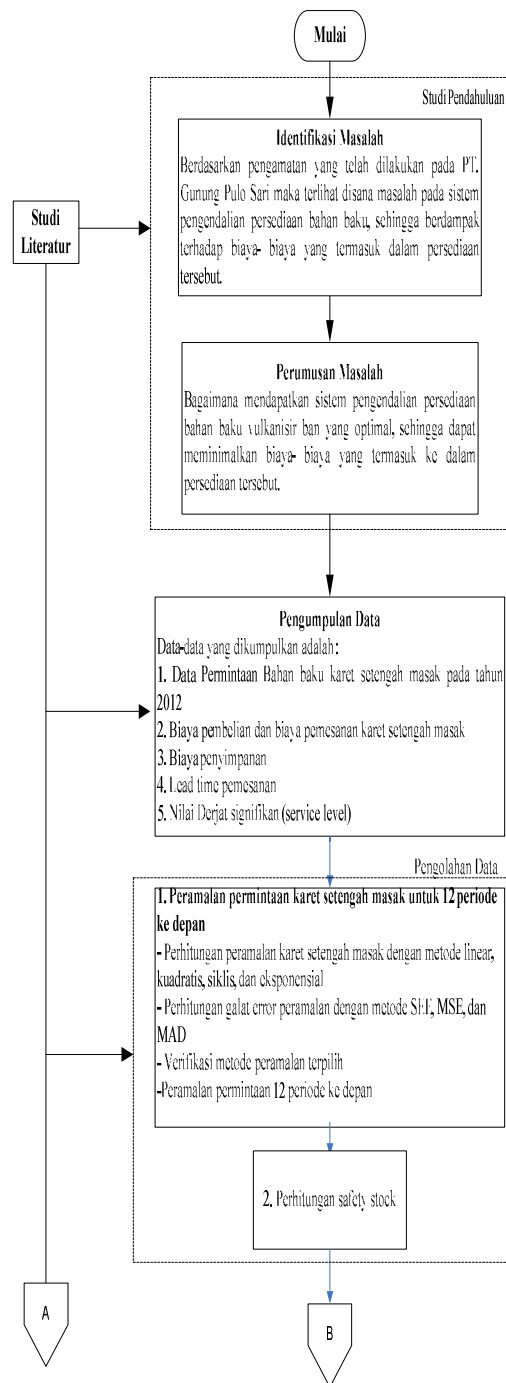 Mulai
Studi Pendahuluan
Identifikasi Masalah
Berdasarkan pengamatan yang telah dilakukan pada PT.
Gunung Pulo Sari maka terlihat disana masalah pada sistem
pengendalian persediaan bahan baku, sehingga berdampak
terhadap biaya- biaya yang termasuk dalam persediaan
tersebut.
Studi
Literatur
Perumusan Masalah
Bagaimana mendapatkan sistem pengendalian persediaan
bahan baku vulkanisir ban yang optimal, sehingga dapat
meminimalkan biaya- biaya yang termasuk ke dalam
persediaan tersebut.
Pengumpulan Data
Data-data yang dikumpulkan adalah :
1. Data Permintaan Bahan baku karet setengah masak pada tahun
2012
2. Biaya pembelian dan biaya pemesanan karet setengah masak
3. Biaya penyimpanan
4. Lead time pemesanan
5. Nilai Derjat signifikan (service level)
Pengolahan Data
1. Peramalan permintaan karet setengah masak untuk 12 periode
ke depan
- Perhitungan peramalan karet setengah masak dengan metode linear,
kuadratis, siklis, dan eksponensial
- Perhitungan galat error peramalan dengan metode SEE, MSE, dan
MAD
- Verifikasi metode peramalan terpilih
-Peramalan permintaan 12 periode ke depan
2. Perhitungan safety stock
A
B